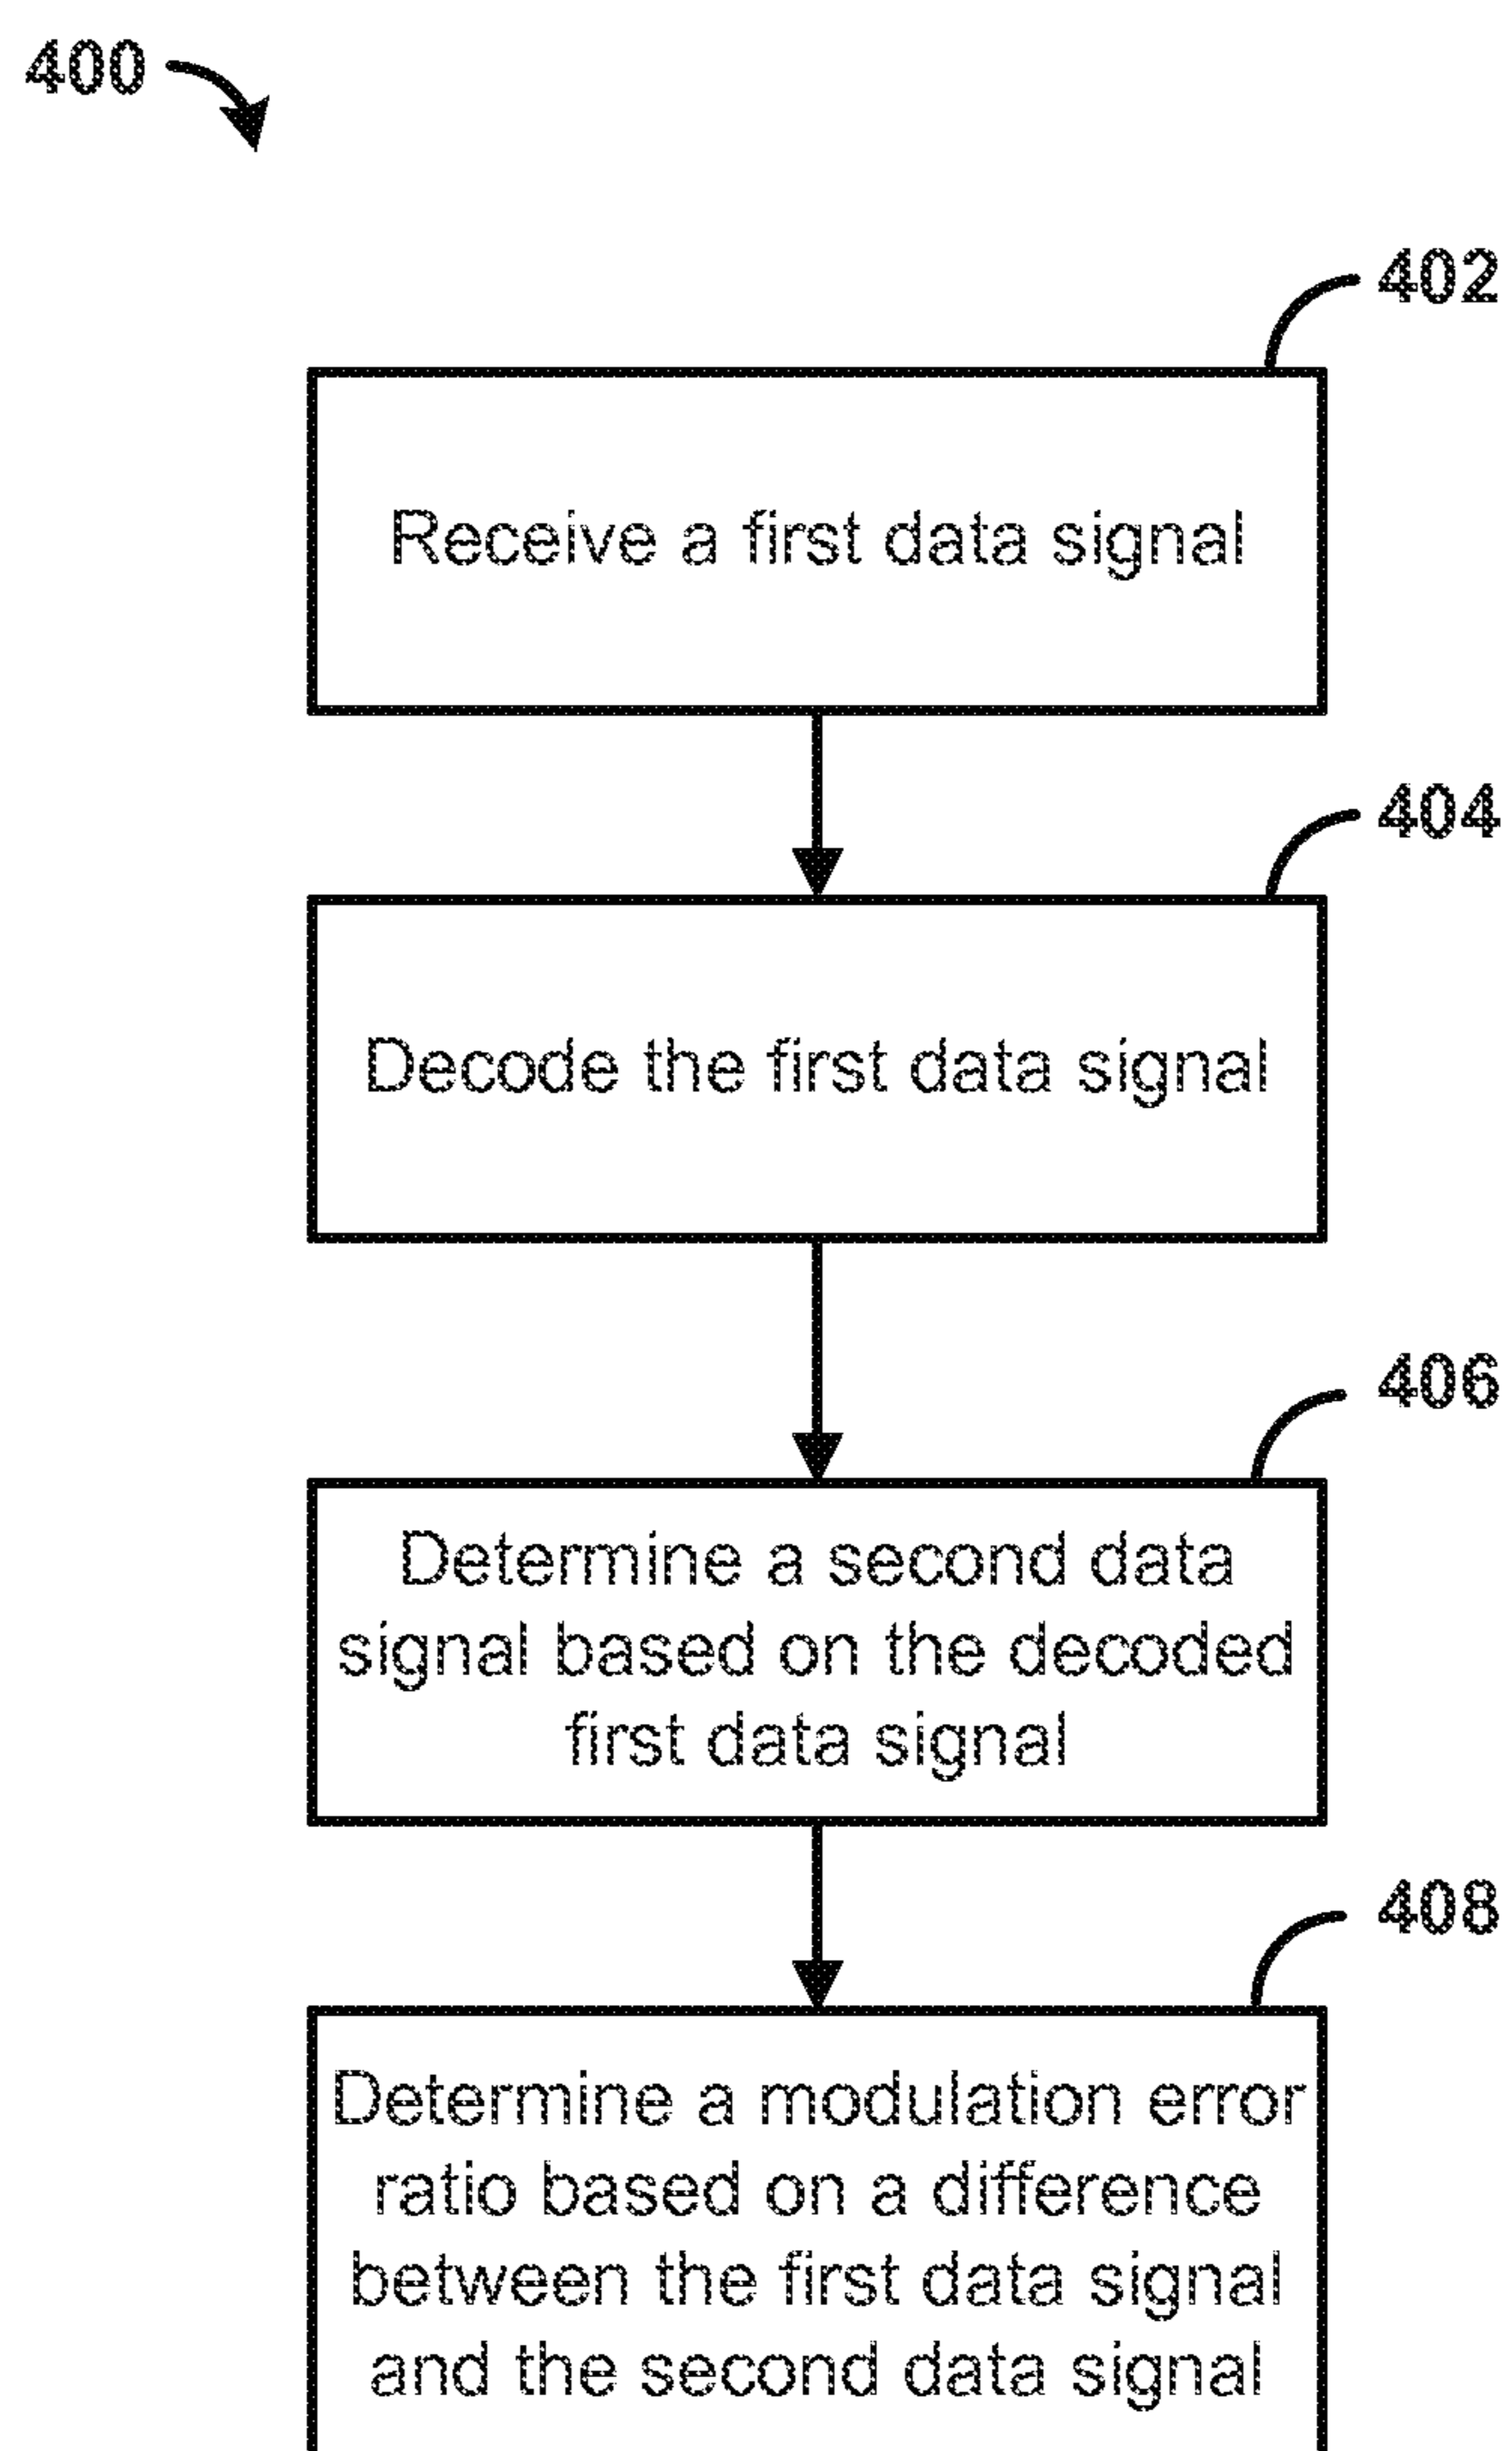 400
402
Receive a first data signal
404
Decode the first data signal
406
Determine a second data
signal based on the decoded
first data signal
408
Determine a modulation error
ratio based on a difference
between the first data signal
and the second data signal